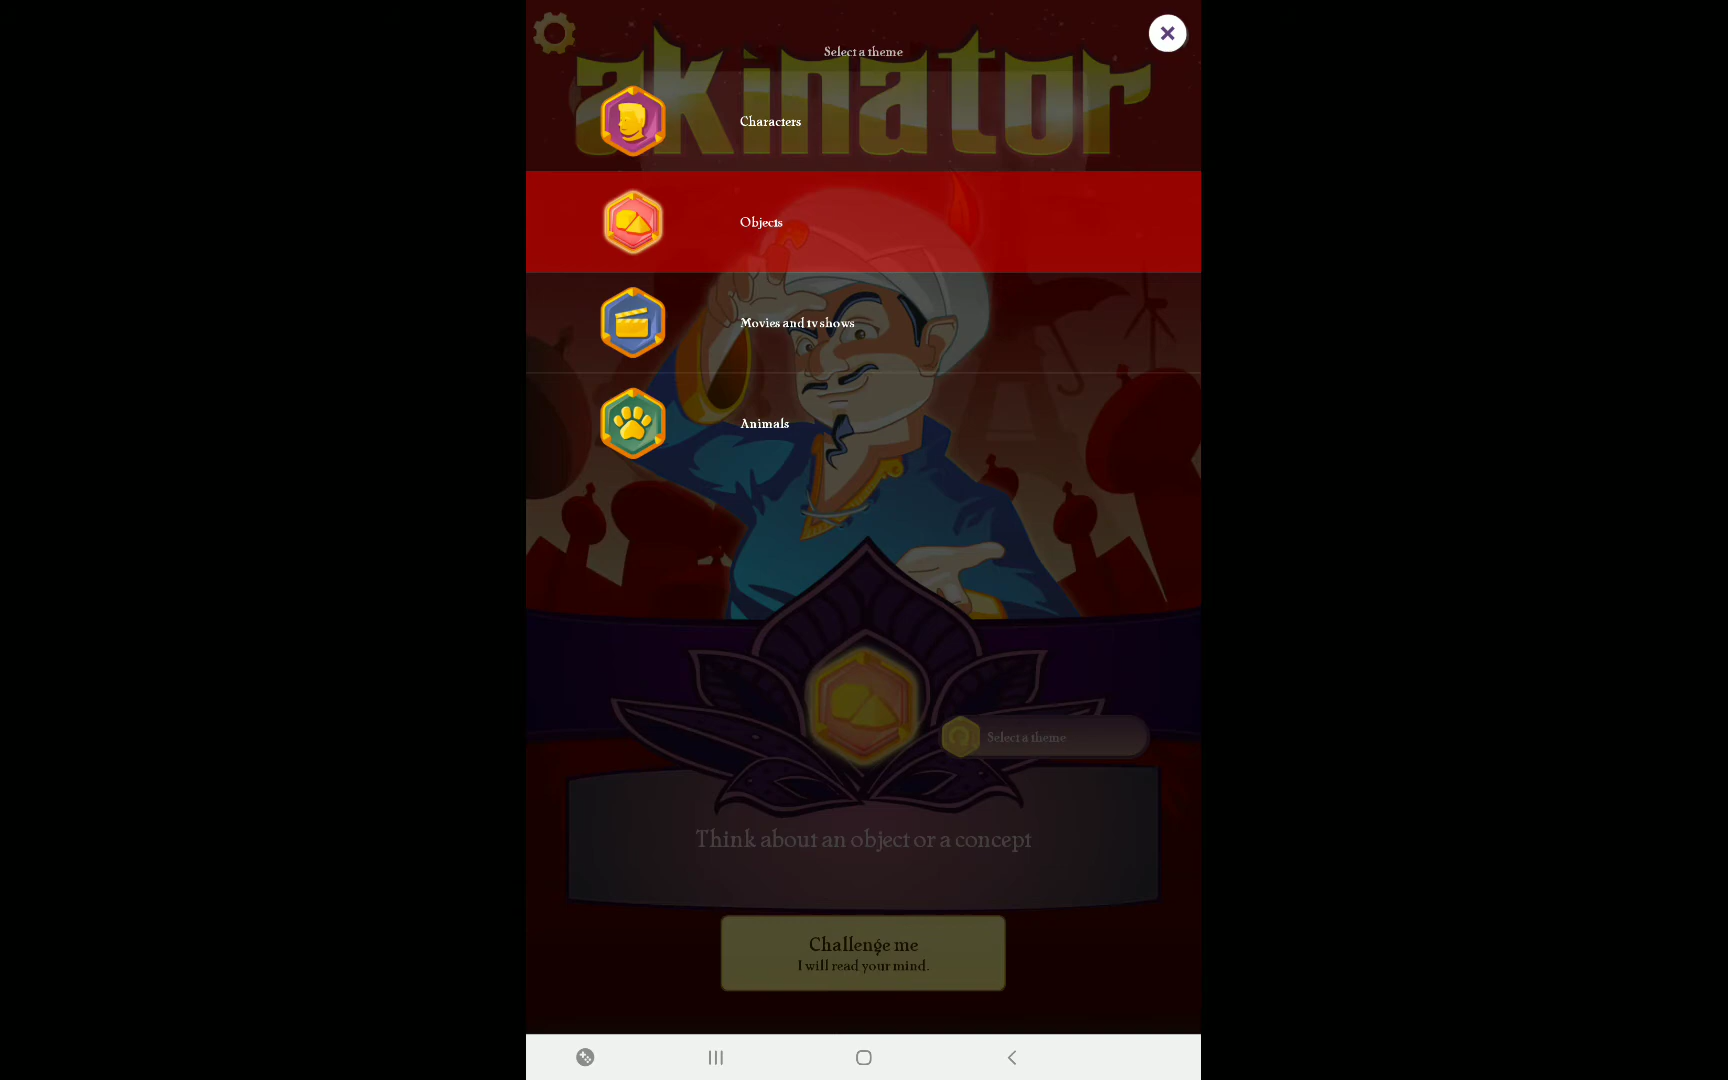 Select a theme
akinator
Characters
Objects
Movies and tv shows
Animals
Select a theme
Think about an object or a concept
Challenge me
I will read your mind.